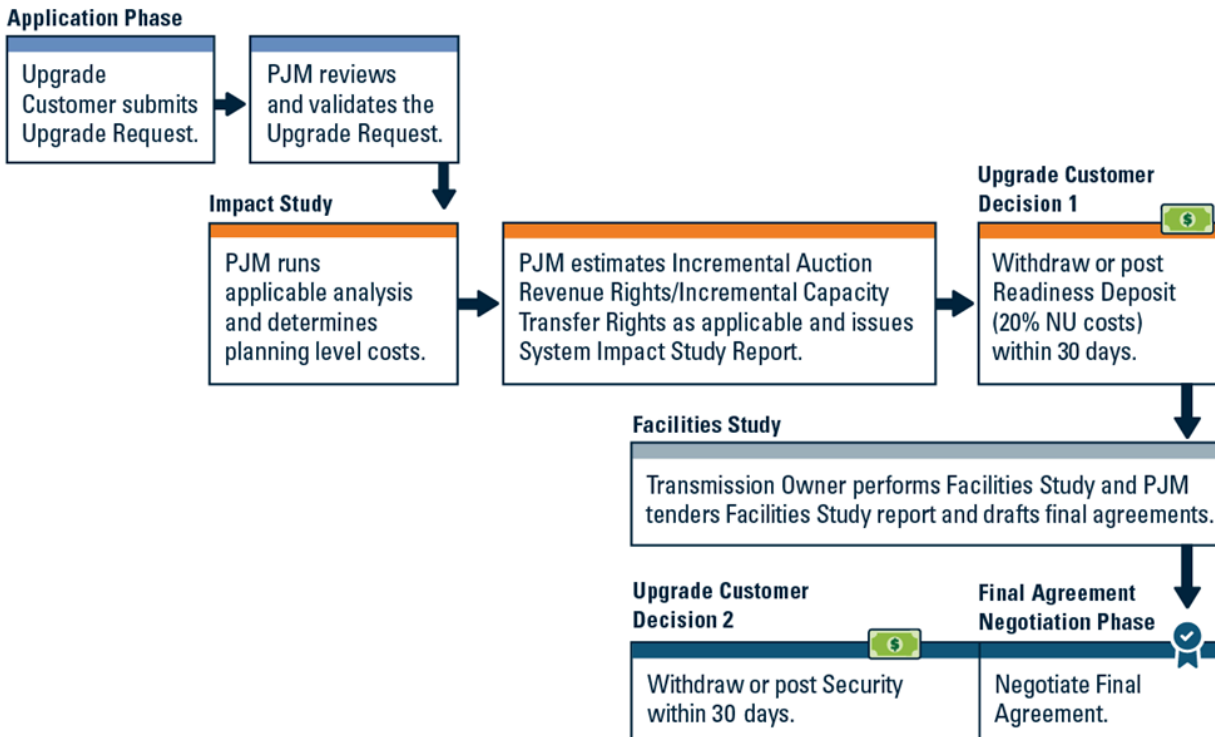 Application Phase
Upgrade
Customer submits
Upgrade Request.
PJM reviews
and validates the
Upgrade Request.
Impact Study
PJM runs
applicable analysis
and determines
planning level costs.
PJM estimates Incremental Auction
Revenue Rights/Incremental Capacity
Transfer Rights as applicable and issues
System Impact Study Report.
Upgrade Customer
Decision 1
$
Withdraw or post
Readiness Deposit
(20% NU costs)
within 30 days.
Facilities Study
Transmission Owner performs Facilities Study and PJM
tenders Facilities Study report and drafts final agreements.
Upgrade Customer
Decision 2
$
Withdraw or post Security
within 30 days.
Final Agreement
Negotiation Phase
Negotiate Final
Agreement.